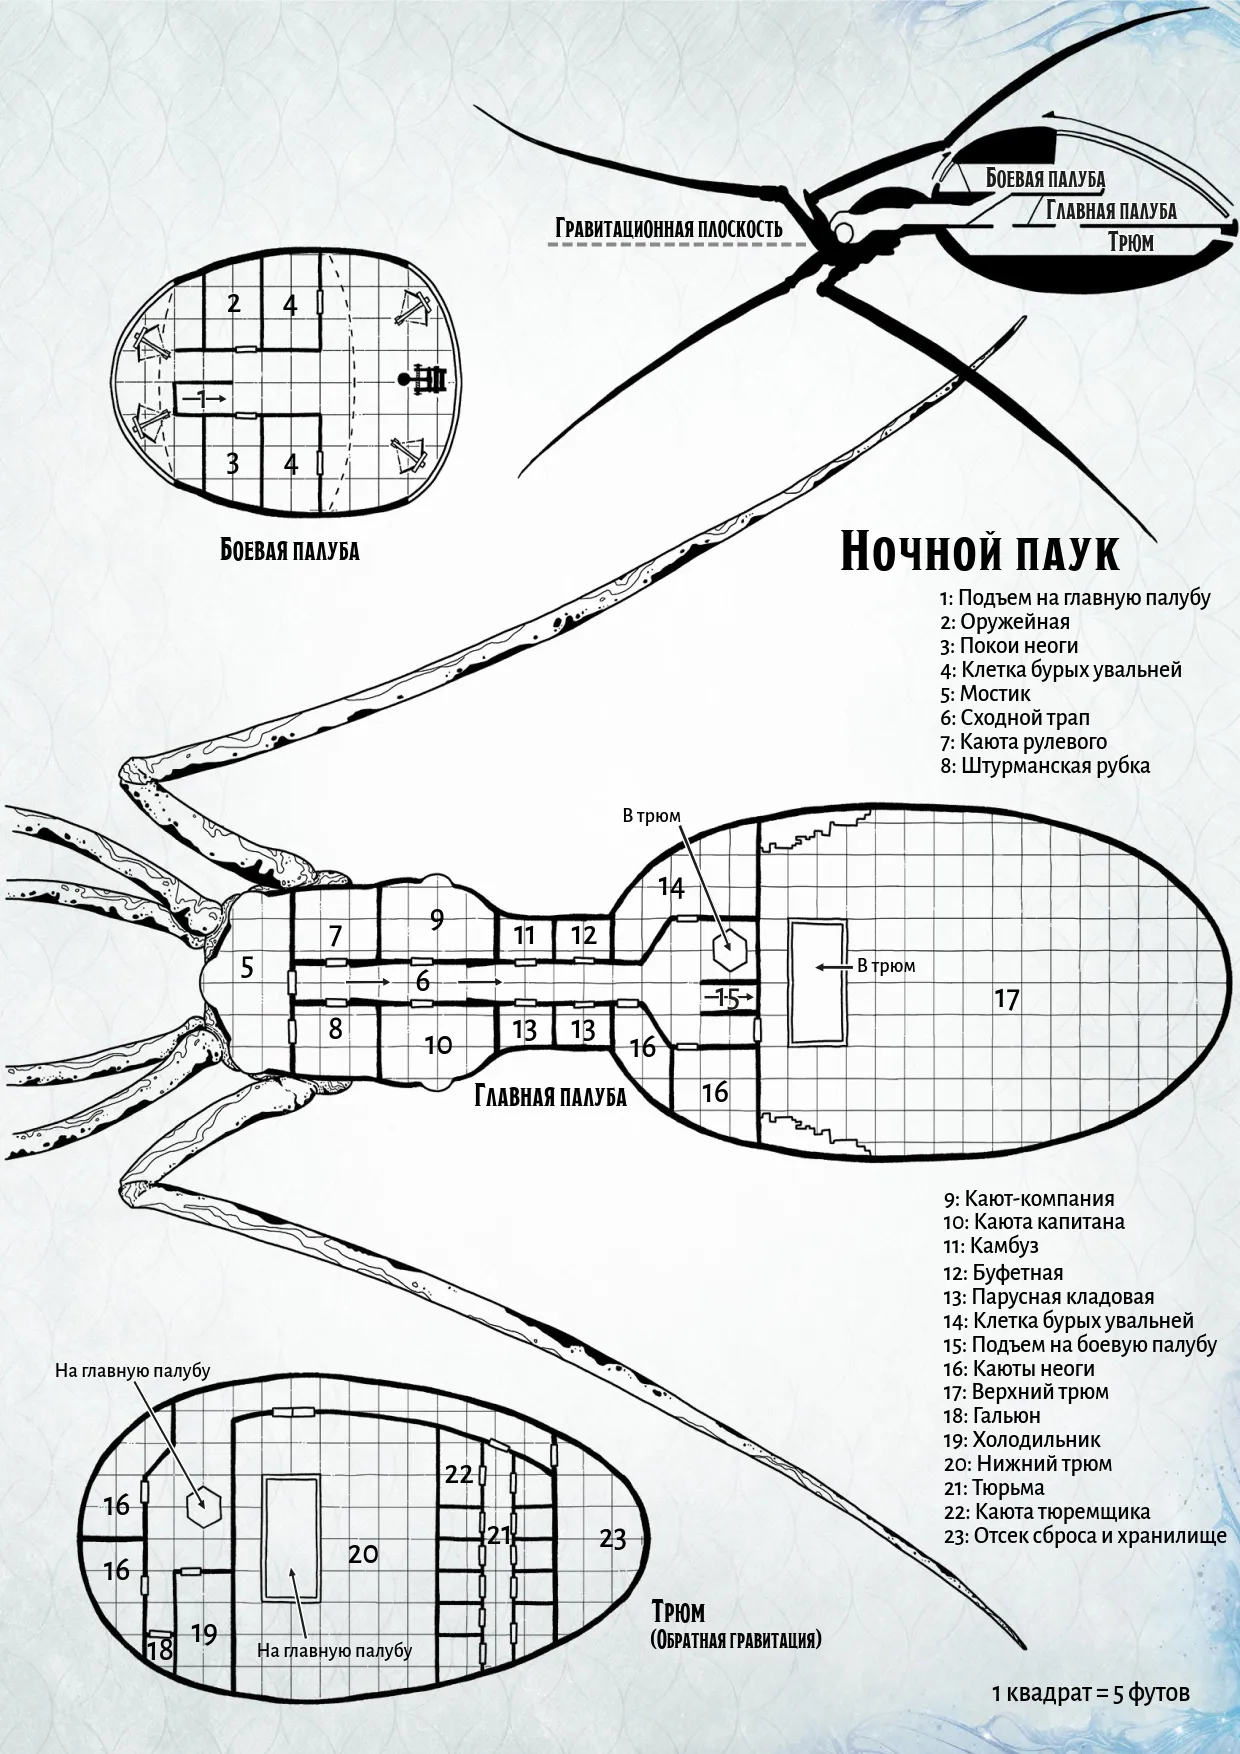 Боевая палуба
Главная палуба
Трюм
Гравитационная плоскость
2
4
1
3
4
Боевая палуба
Ночной паук
1: Подъем на главную палубу
2: Оружейная
3: Покои неоги
4: Клетка бурых увальней
5: Мостик
6: Сходной трап
7: Каюта рулевого
8: Штурманская рубка
В трюм
14
7
9
11
12
5
6
В трюм
15
17
8
10
13
13
16
16
Главная палуба
9: Кают-компания
10: Каюта капитана
11: Камбуз
12: Буфетная
13: Парусная кладовая
14: Клетка бурых увальней
15: Подъем на боевую палубу
16: Каюты неоги
17: Верхний трюм
18: Гальюн
19: Холодильник
20: Нижний трюм
21: Тюрьма
22: Каюта тюремщика
23: Отсек сброса и хранилище
На главную палубу
22
16
21
23
20
16
18
19
На главную палубу
Трюм
(Обратная гравитация)
1 квадрат = 5 футов